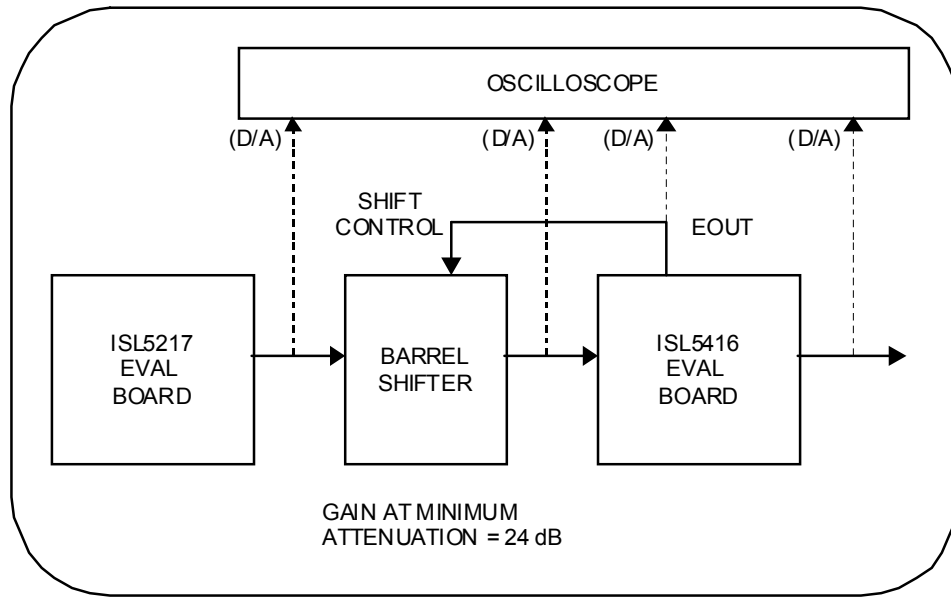 OSCILLOSCOPE
(D/A) (D/A) (D/A) (D/A)
SHIFT
CONTROL
EOUT
ISL5217
EVAL
BOARD
BARREL
SHIFTER
ISL5416
EVAL
BOARD
GAIN AT MINIMUM
ATTENUATION = 24 dB